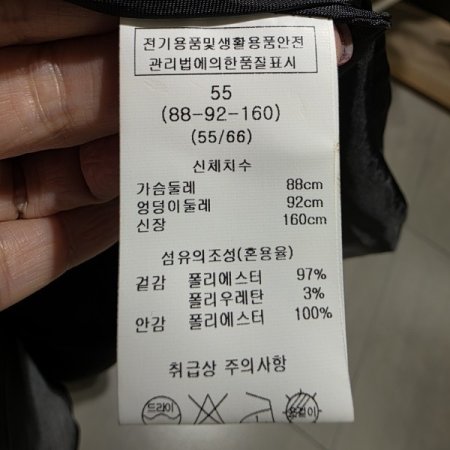 전기용품및생활용품안전
관리법에의한품질표시
55
(88-92-160)
(55/66)
신체치수
가슴둘레 88cm
엉덩이둘레 92cm
신장 160cm
섬유의조성(혼용율)
겉감 폴리에스터 97%
폴리우레탄 3%
안감 폴리에스터 100%
취급상 주의사항
드라이 옷걸이